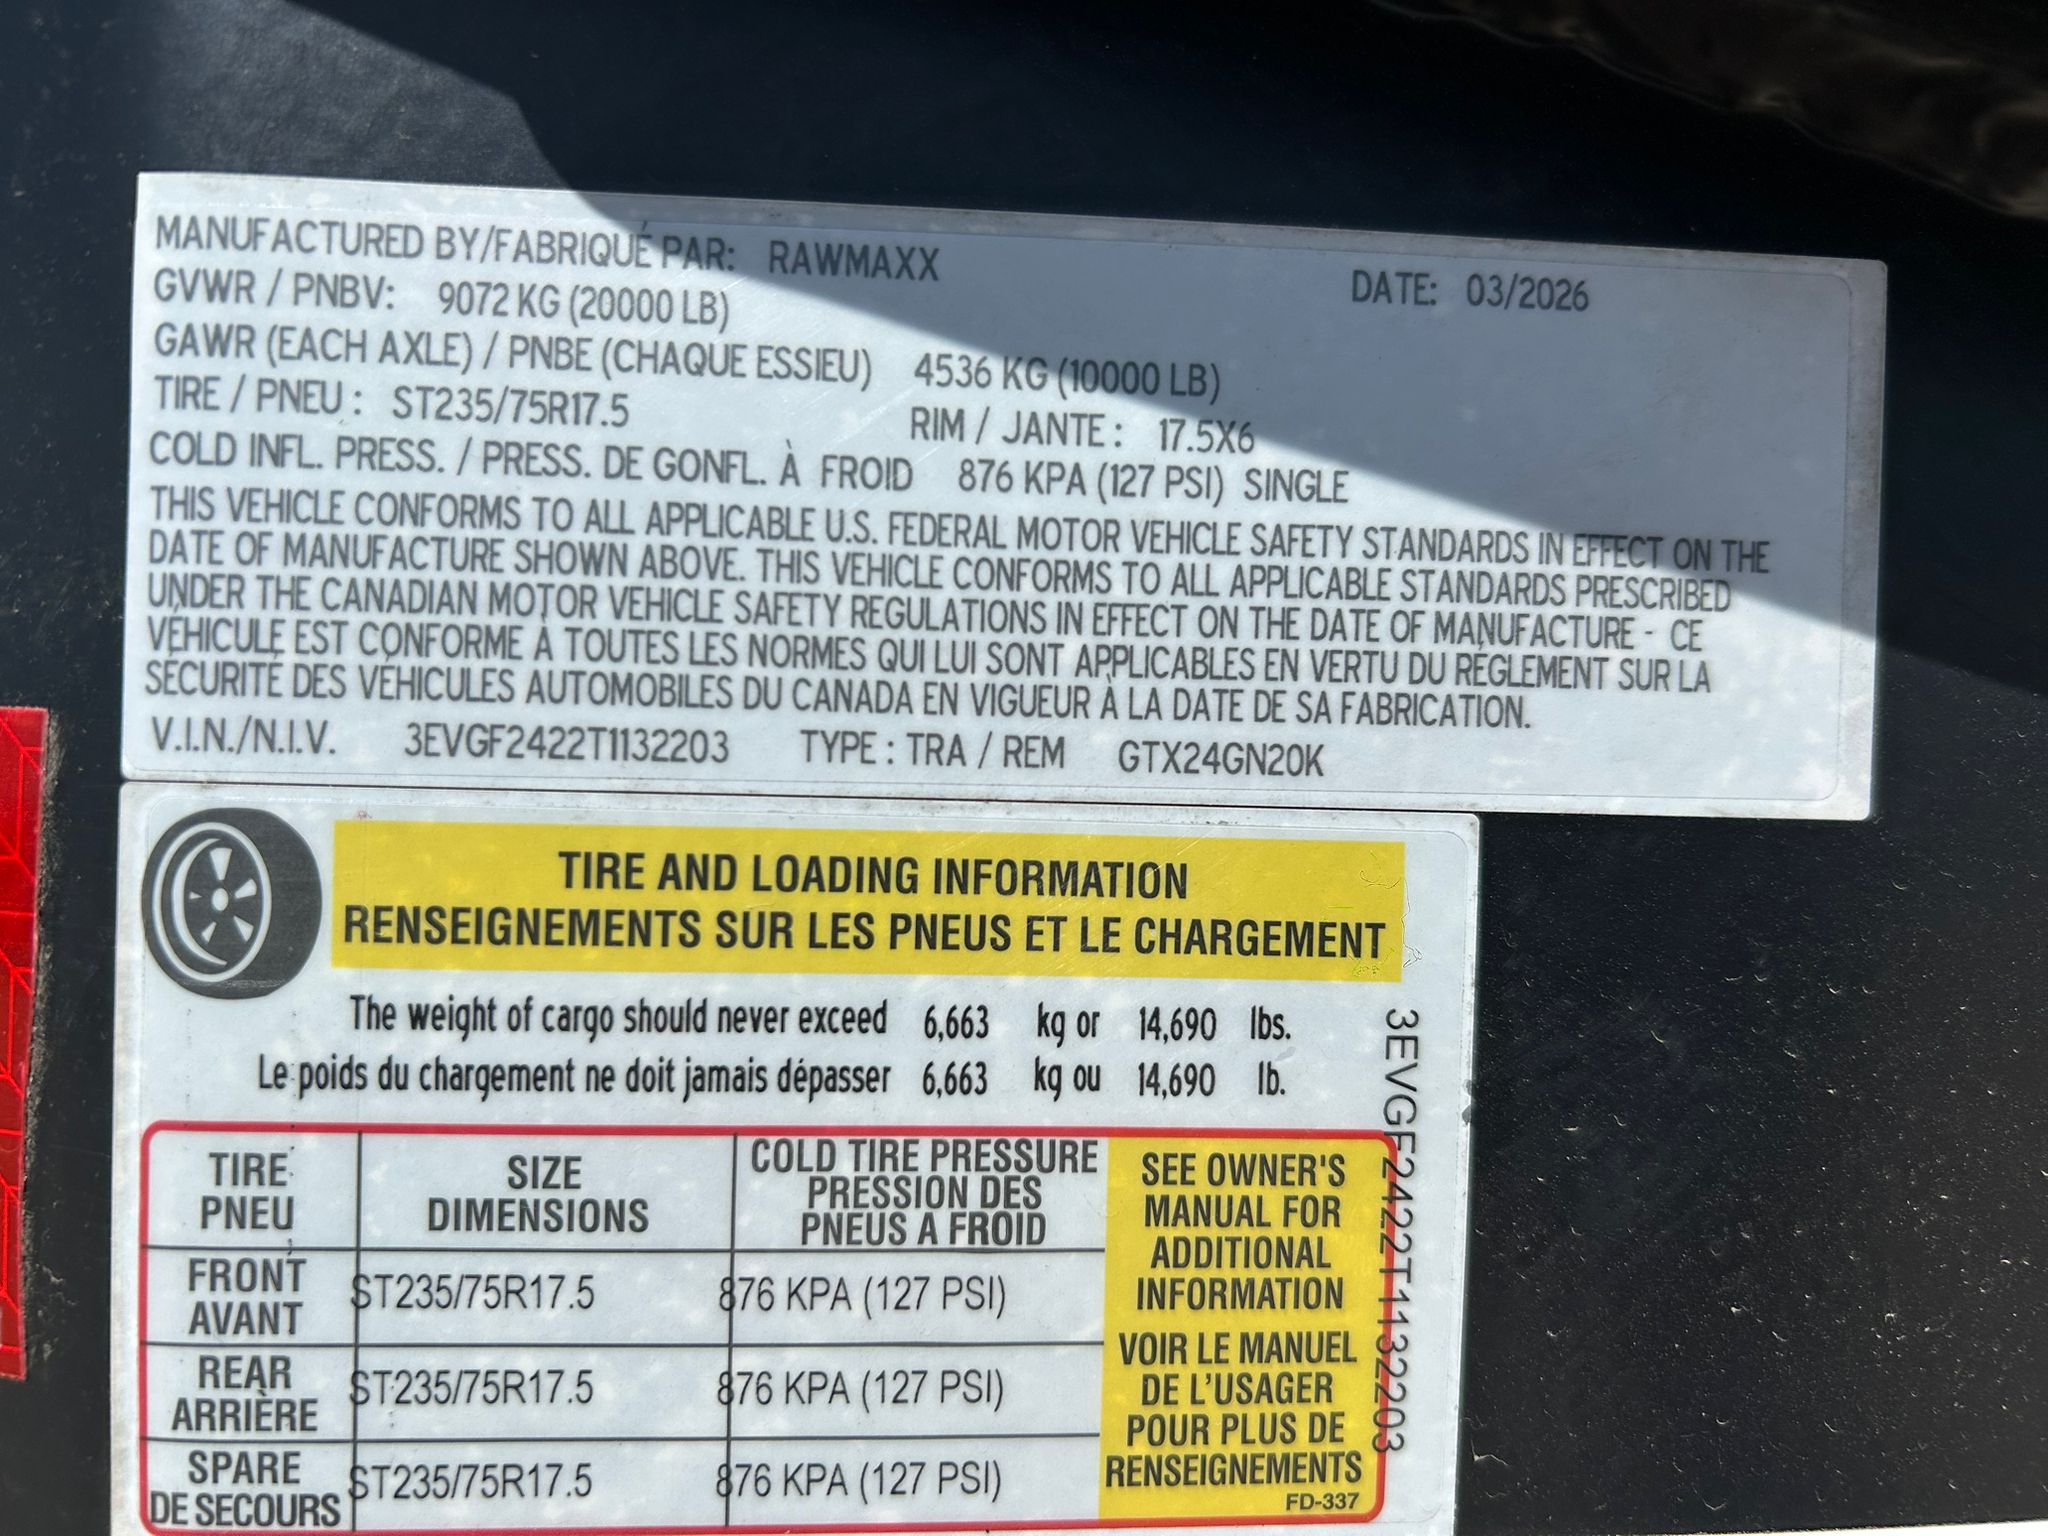 MANUFACTURED BY/FABRIQUÉ PAR: RAWMAXX DATE: 03/2026
GVWR / PNBV: 9072 KG (20000 LB)
GAWR (EACH AXLE) / PNBE (CHAQUE ESSIEU) 4536 KG (10000 LB)
TIRE / PNEU : ST235/75R17.5 RIM / JANTE : 17.5X6
COLD INFL. PRESS. / PRESS. DE GONFL. À FROID 876 KPA (127 PSI) SINGLE
THIS VEHICLE CONFORMS TO ALL APPLICABLE U.S. FEDERAL MOTOR VEHICLE SAFETY STANDARDS IN EFFECT ON THE
DATE OF MANUFACTURE SHOWN ABOVE. THIS VEHICLE CONFORMS TO ALL APPLICABLE STANDARDS PRESCRIBED
UNDER THE CANADIAN MOTOR VEHICLE SAFETY REGULATIONS IN EFFECT ON THE DATE OF MANUFACTURE - CE
VÉHICULE EST CONFORME À TOUTES LES NORMES QUI LUI SONT APPLICABLES EN VERTU DU RÉGLEMENT SUR LA
SÉCURITÉ DES VÉHICULES AUTOMOBILES DU CANADA EN VIGUEUR À LA DATE DE SA FABRICATION.
V.I.N./N.I.V. 3EVGF2422T1132203 TYPE : TRA / REM GTX24GN20K
TIRE AND LOADING INFORMATION
RENSEIGNEMENTS SUR LES PNEUS ET LE CHARGEMENT
The weight of cargo should never exceed 6,663 kg or 14,690 lbs.
Le poids du chargement ne doit jamais dépasser 6,663 kg ou 14,690 lb.
3EVGF2422T1132203
TIRE
PNEU
SIZE
DIMENSIONS
COLD TIRE PRESSURE
PRESSION DES
PNEUS A FROID
FRONT
AVANT
ST235/75R17.5
876 KPA (127 PSI)
REAR
ARRIÈRE
ST235/75R17.5
876 KPA (127 PSI)
SPARE
DE SECOURS
ST235/75R17.5
876 KPA (127 PSI)
SEE OWNER'S
MANUAL FOR
ADDITIONAL
INFORMATION
VOIR LE MANUEL
DE L'USAGER
POUR PLUS DE
RENSEIGNEMENTS
FD-337